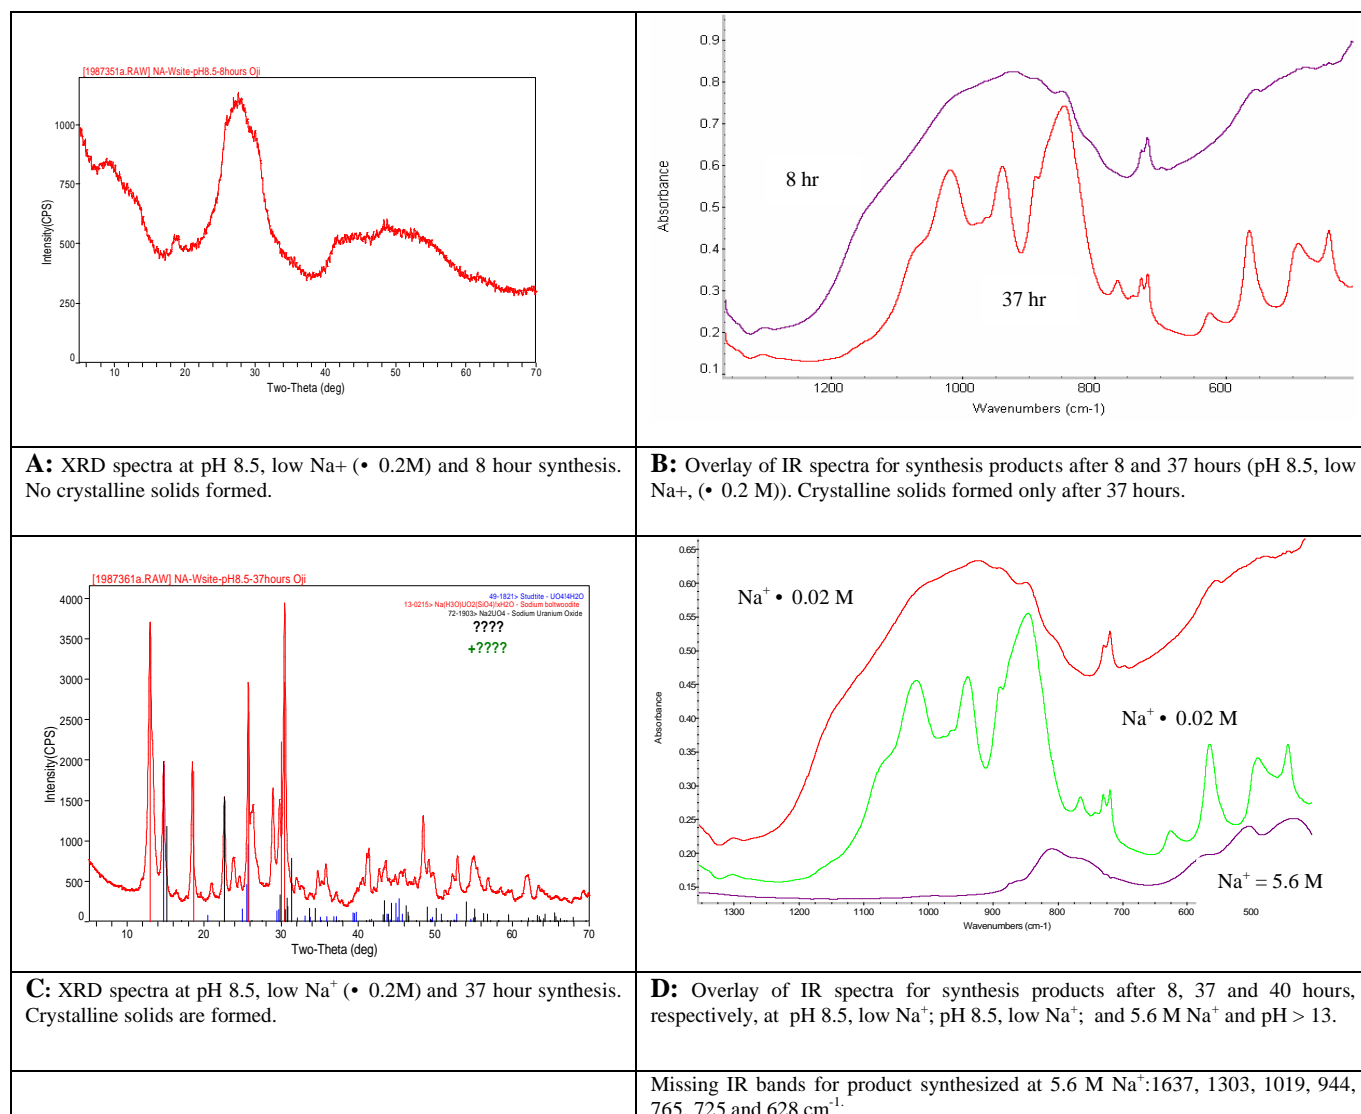 [1987351a.RAW] NA-Wsite-pH8.5-8hours Oji
Intensity(CPS)
1000
750
500
250
0
10 20 30 40 50 60 70
Two-Theta (deg)
0.9
0.8
0.7
0.6
0.5
0.4
0.3
0.2
0.1
Absorbance
8 hr
37 hr
1200 1000 800 600
Wavenumbers (cm-1)
A: XRD spectra at pH 8.5, low Na+ (• 0.2M) and 8 hour synthesis.
No crystalline solids formed.
B: Overlay of IR spectra for synthesis products after 8 and 37 hours (pH 8.5, low
Na+, (• 0.2 M)). Crystalline solids formed only after 37 hours.
[1987361a.RAW] NA-Wsite-pH8.5-37hours Oji
49-1821> Studtite - UO4!4H2O
13-0215> Na(H3O)UO2(SiO4)!xH2O - Sodium boltwoodite
72-1903> Na2UO4 - Sodium Uranium Oxide
????
+????
Intensity(CPS)
4000
3500
3000
2500
2000
1500
1000
500
0
10 20 30 40 50 60 70
Two-Theta (deg)
0.65
0.60
0.55
0.50
0.45
0.40
0.35
0.30
0.25
0.20
0.15
Absorbance
Na+ • 0.02 M
Na+ • 0.02 M
Na+ = 5.6 M
1300 1200 1100 1000 900 800 700 600 500
Wavenumbers (cm-1)
C: XRD spectra at pH 8.5, low Na+ (• 0.2M) and 37 hour synthesis.
Crystalline solids are formed.
D: Overlay of IR spectra for synthesis products after 8, 37 and 40 hours,
respectively, at pH 8.5, low Na+; pH 8.5, low Na+; and 5.6 M Na+ and pH > 13.
Missing IR bands for product synthesized at 5.6 M Na+:1637, 1303, 1019, 944,
765, 725 and 628 cm-1.